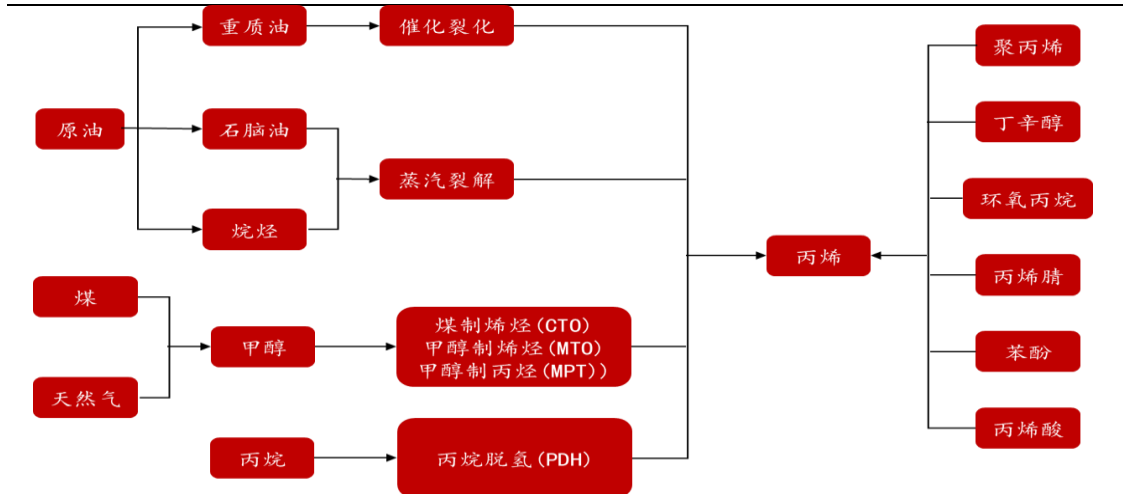 重质油
催化裂化
原油
石脑油
蒸汽裂解
烷烃
煤
天然气
甲醇
煤制烯烃(CTO)
甲醇制烯烃(MTO)
甲醇制丙烃(MPT))
丙烷
丙烷脱氢(PDH)
丙烯
聚丙烯
丁辛醇
环氧丙烷
丙烯腈
苯酚
丙烯酸